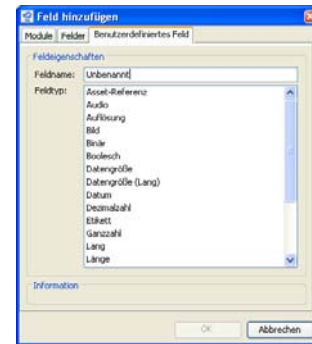 Feld hinzufügen
Module Felder Benutzerdefiniertes Feld
Feldeigenschaften
Feldname: Unbenannt
Feldtyp: Asset-Referenz
Audio
Auflösung
Bild
Binär
Boolesch
Datengröße
Datengröße (Lang)
Datum
Dezimalzahl
Etikett
Ganzzahl
Lang
Länge
Information
OK Abbrechen